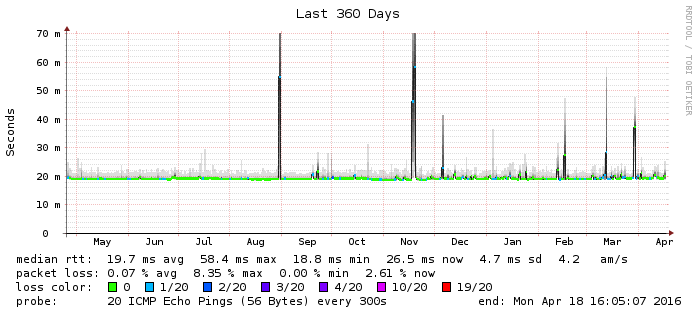 Last 360 Days
RRDTOOL / TOBI OETIKER
Seconds
70 m
60 m
50 m
40 m
30 m
20 m
10 m
0
May Jun Jul Aug Sep Oct Nov Dec Jan Feb Mar Apr
median rtt: 19.7 ms avg 58.4 ms max 18.8 ms min 26.5 ms now 4.7 ms sd 4.2 am/s
packet loss: 0.07 % avg 8.35 % max 0.00 % min 2.61 % now
loss color: 0 1/20 2/20 3/20 4/20 10/20 19/20
probe: 20 ICMP Echo Pings (56 Bytes) every 300s end: Mon Apr 18 16:05:07 2016